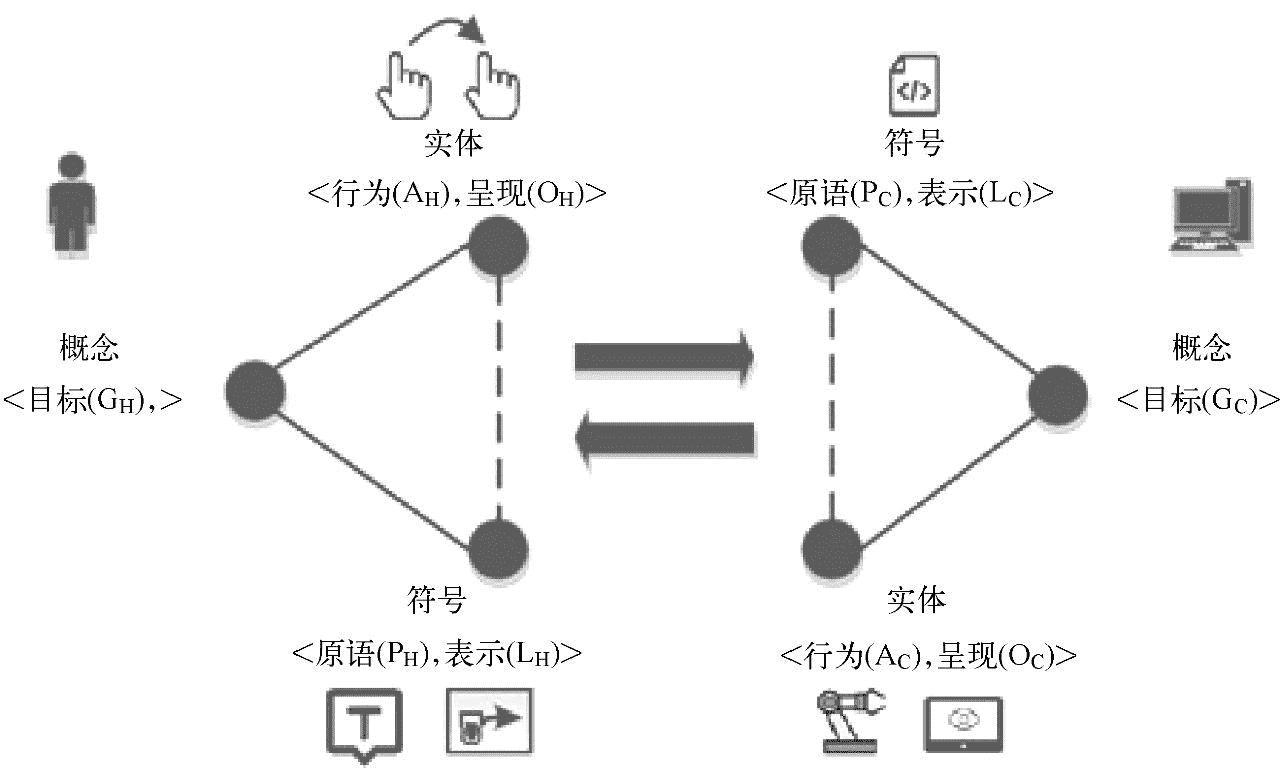 实体
<行为(AH),呈现(OH)>
符号
<原语(PC),表示(LC)>
</>
概念
<目标(GH),>
概念
<目标(GC)>
符号
<原语(PH),表示(LH)>
T
实体
<行为(AC),呈现(OC)>